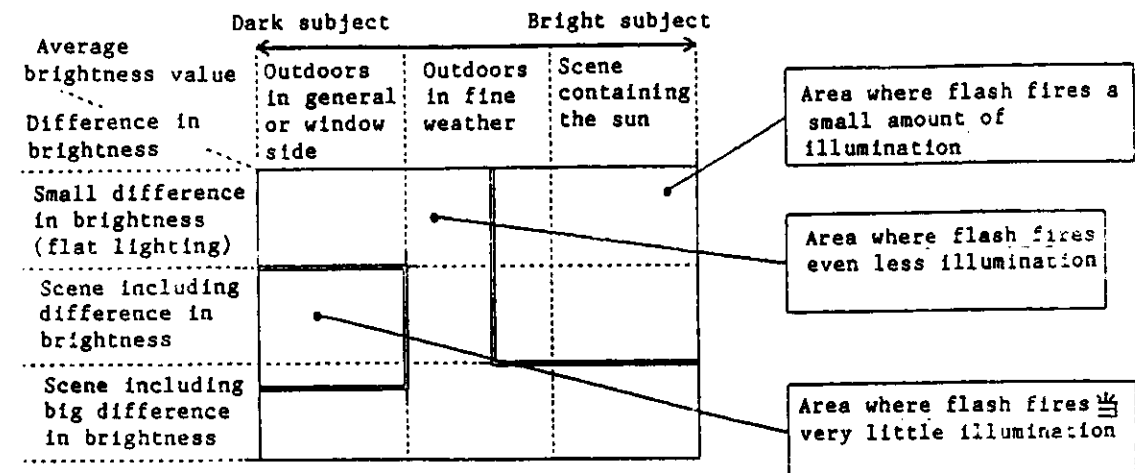 Dark subject
Bright subject
Average
brightness value
Difference in
brightness
Outdoors
in general
or window
side
Outdoors
in fine
weather
Scene
containing
the sun
Small difference
in brightness
(flat lighting)
Scene including
difference in
brightness
Scene including
big difference
in brightness
Area where flash fires a
small amount of
illumination
Area where flash fires
even less illumination
Area where flash fires
very little illumination